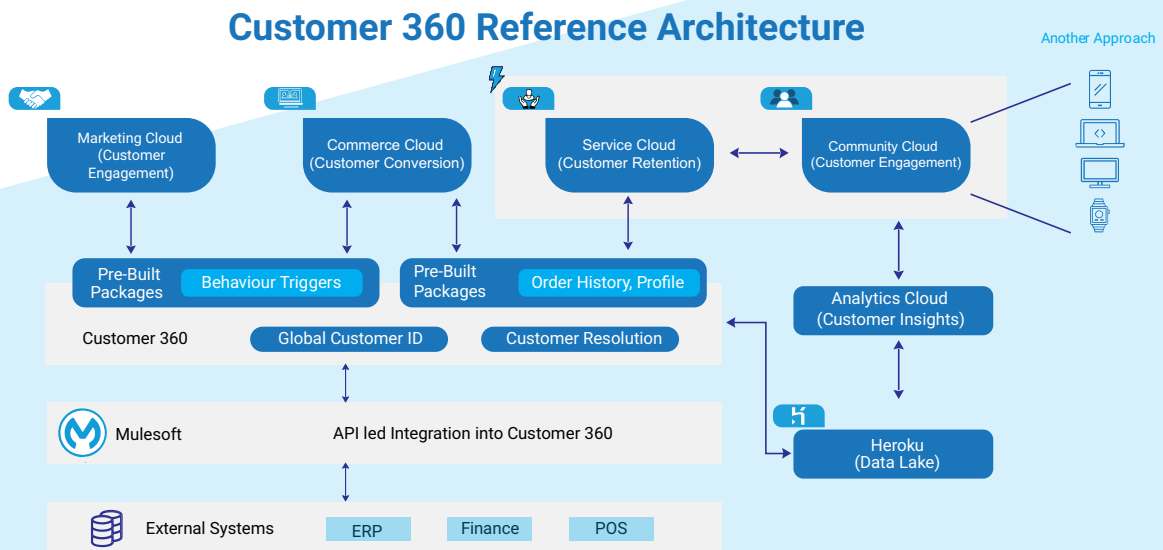 Customer 360 Reference Architecture
Another Approach
Marketing Cloud
(Customer
Engagement)
Commerce Cloud
(Customer Conversion)
Service Cloud
(Customer Retention)
Community Cloud
(Customer Engagement)
Pre-Built
Packages
Behaviour Triggers
Pre-Built
Packages
Order History, Profile
Analytics Cloud
(Customer Insights)
Customer 360
Global Customer ID
Customer Resolution
Mulesoft
API led Integration into Customer 360
Heroku
(Data Lake)
External Systems
ERP
Finance
POS